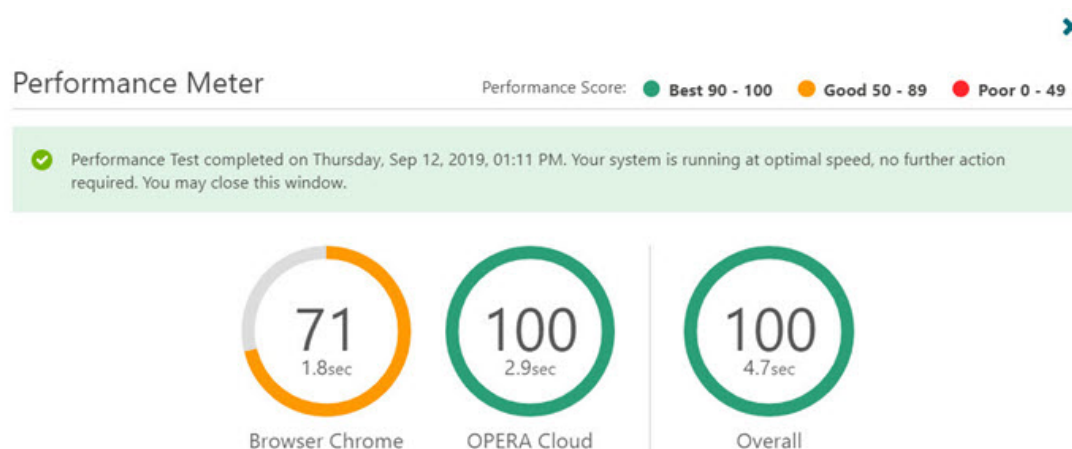 Performance Meter
Performance Score: Best 90 - 100 Good 50 - 89 Poor 0 - 49
Performance Test completed on Thursday, Sep 12, 2019, 01:11 PM. Your system is running at optimal speed, no further action
required. You may close this window.
71
1.8sec
Browser Chrome
100
2.9sec
OPERA Cloud
100
4.7sec
Overall